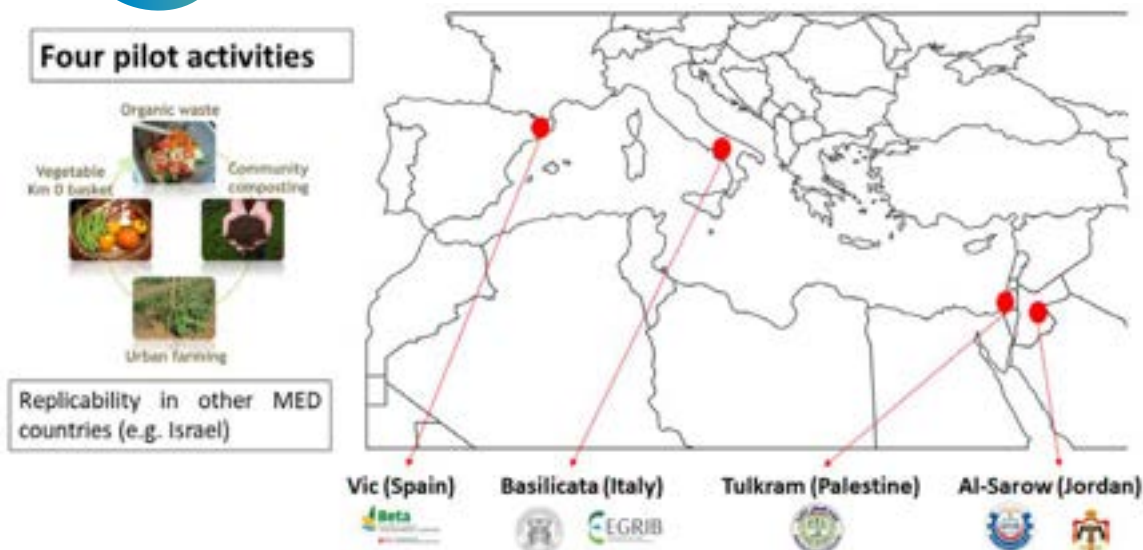 Four pilot activities
Organic waste
Vegetable
Km 0 basket
Community
composting
Urban farming
Replicability in other MED
countries (e.g. Israel)
Vic (Spain)
Basilicata (Italy)
Tulkram (Palestine)
Al-Sarow (Jordan)
Beta
EGRIB